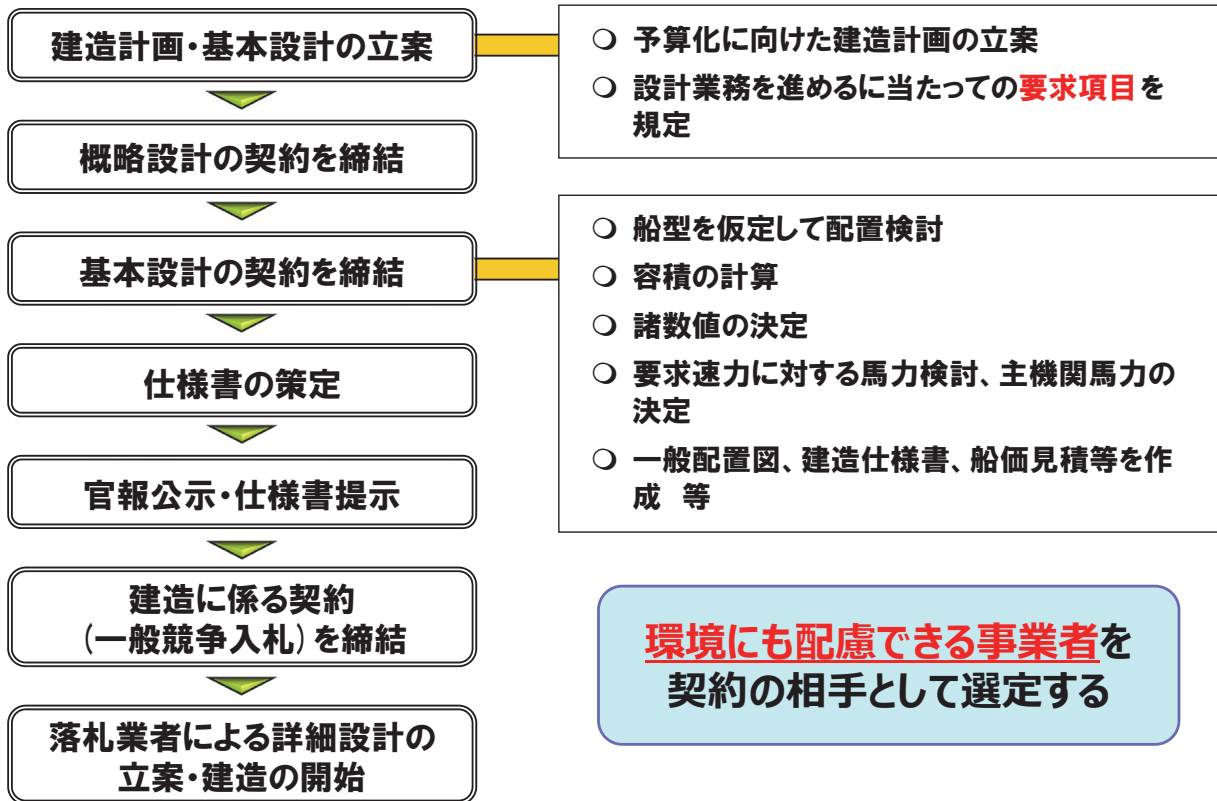 建造計画・基本設計の立案
○ 予算化に向けた建造計画の立案
○ 設計業務を進めるに当たっての要求項目を
規定
概略設計の契約を締結
基本設計の契約を締結
○ 船型を仮定して配置検討
○ 容積の計算
○ 諸数値の決定
○ 要求速力に対する馬力検討、主機関馬力の
決定
○ 一般配置図、建造仕様書、船価見積等を作
成 等
仕様書の策定
官報公示・仕様書提示
建造に係る契約
(一般競争入札)を締結
落札業者による詳細設計の
立案・建造の開始
環境にも配慮できる事業者を
契約の相手として選定する